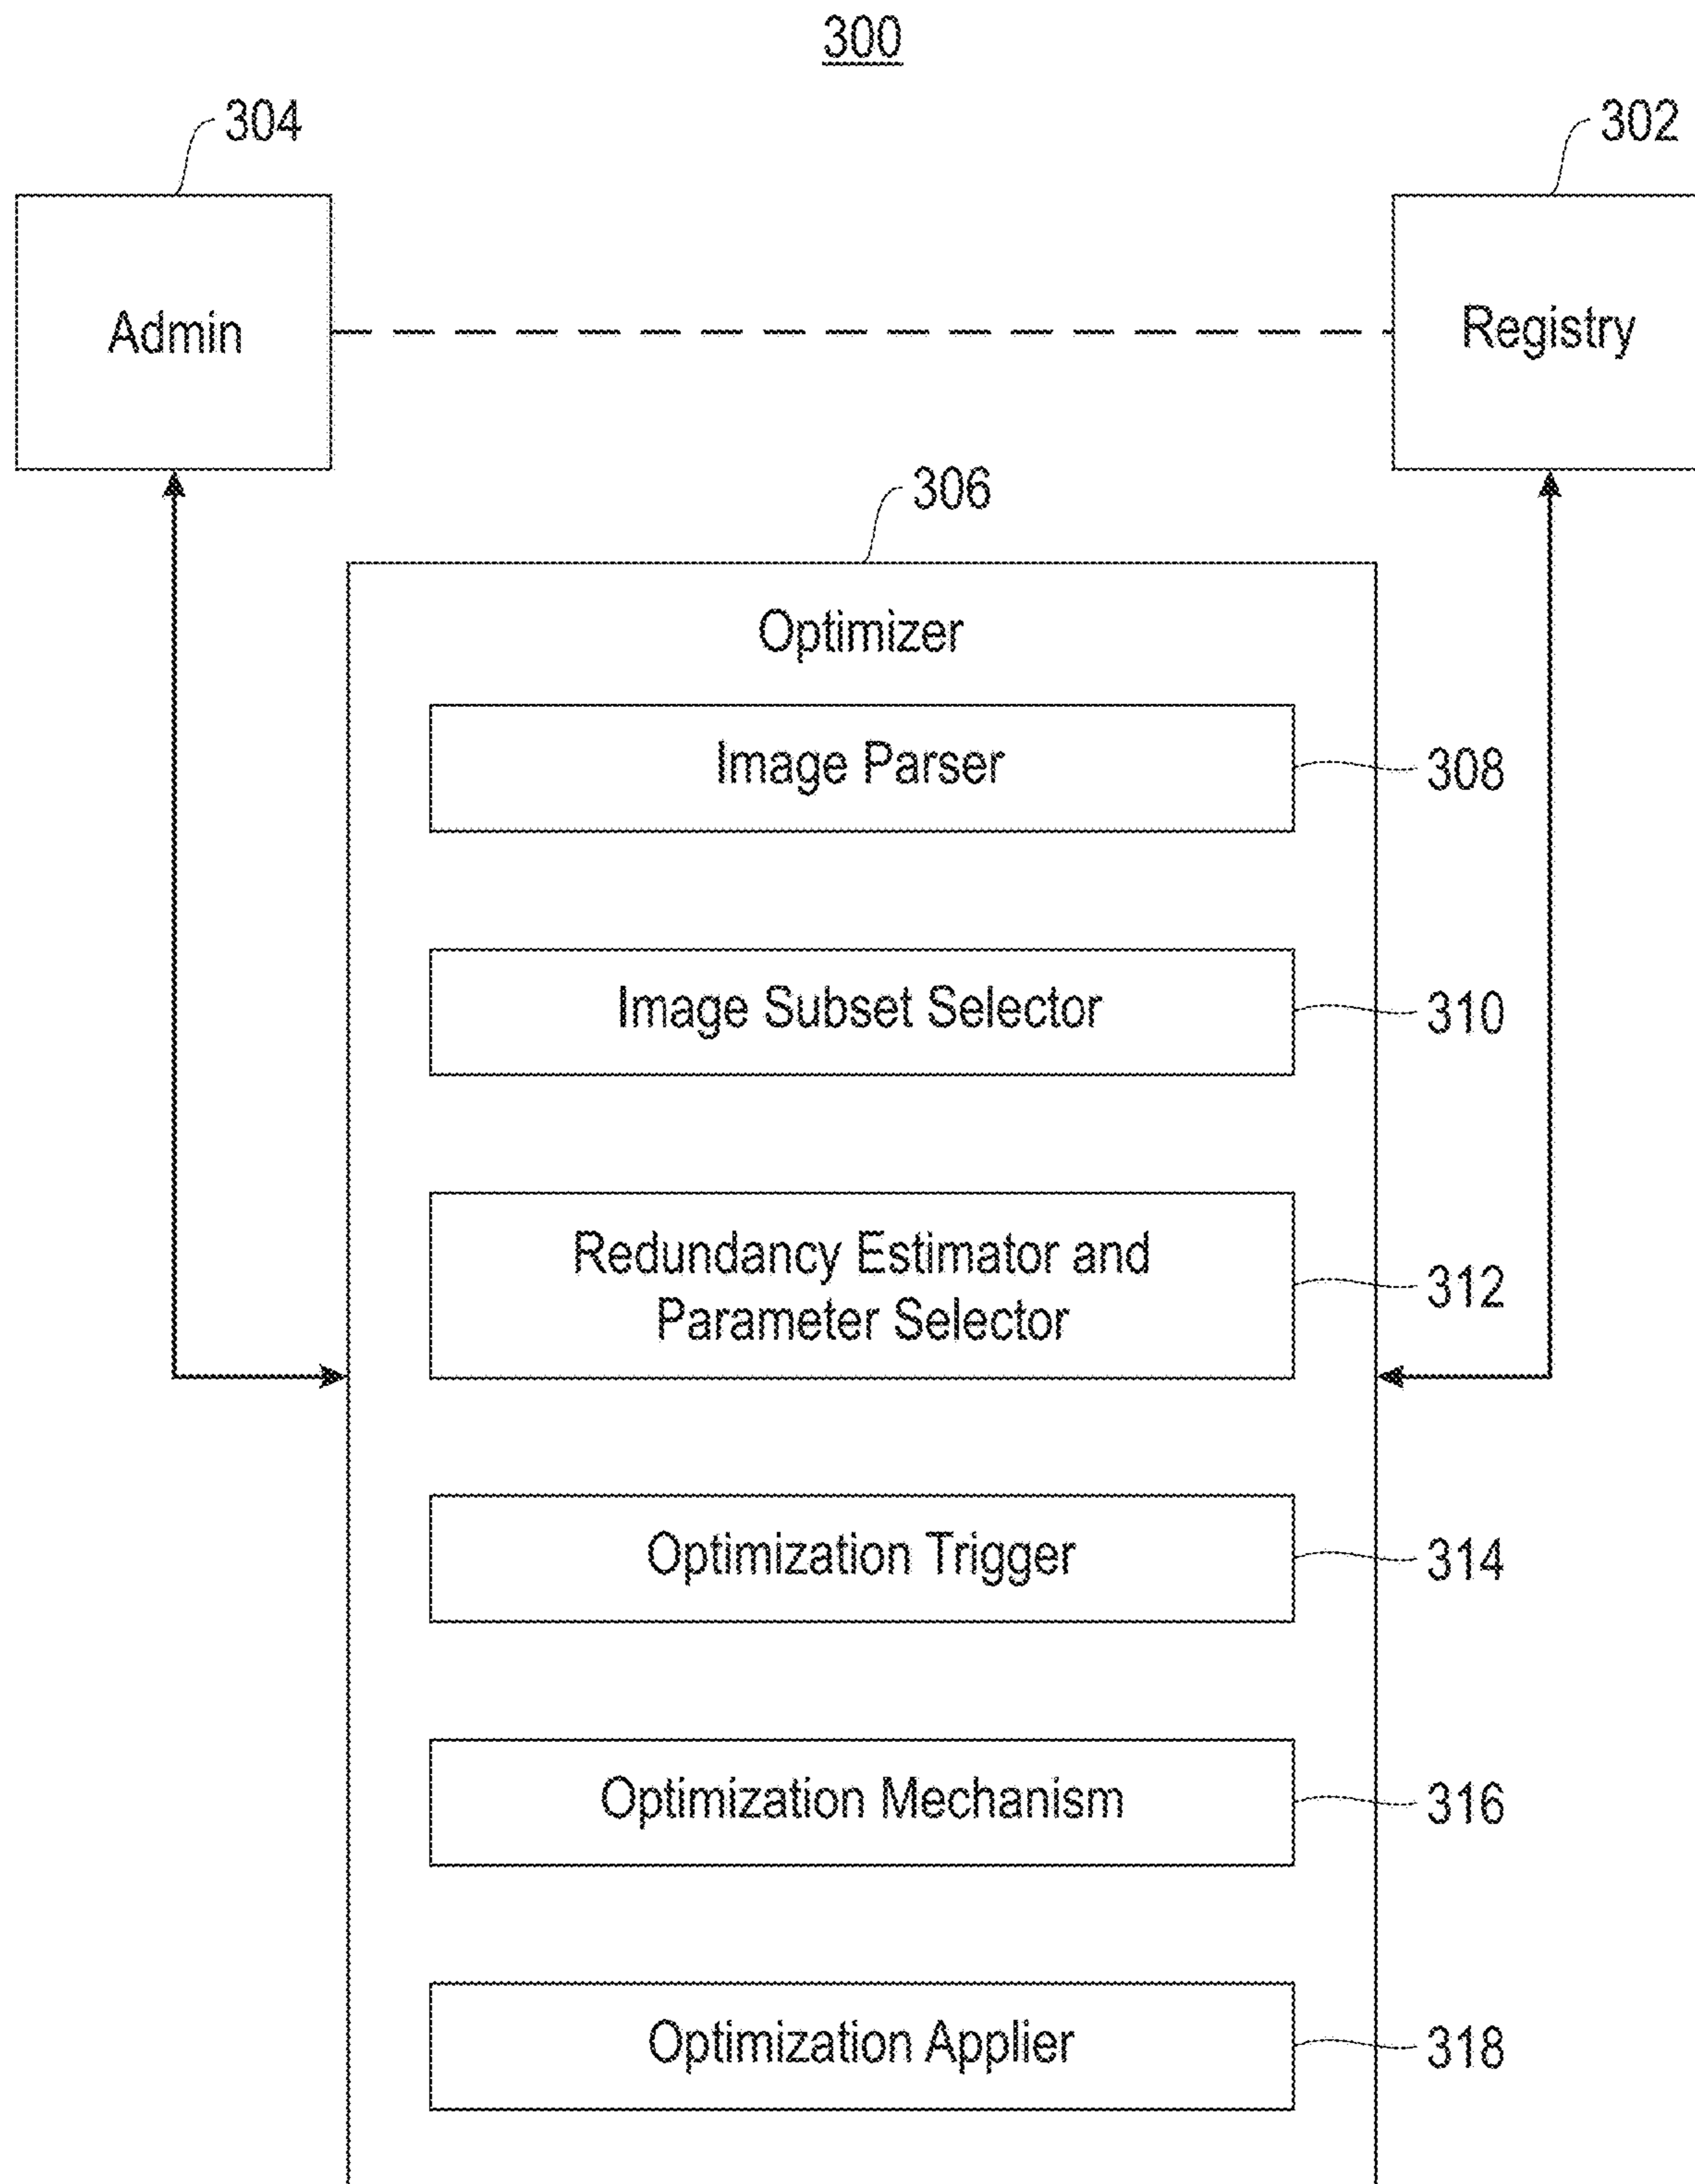 300
304
302
Admin
Registry
306
Optimizer
Image Parser
308
Image Subset Selector
310
Redundancy Estimator and
Parameter Selector
312
Optimization Trigger
314
Optimization Mechanism
316
Optimization Applier
318